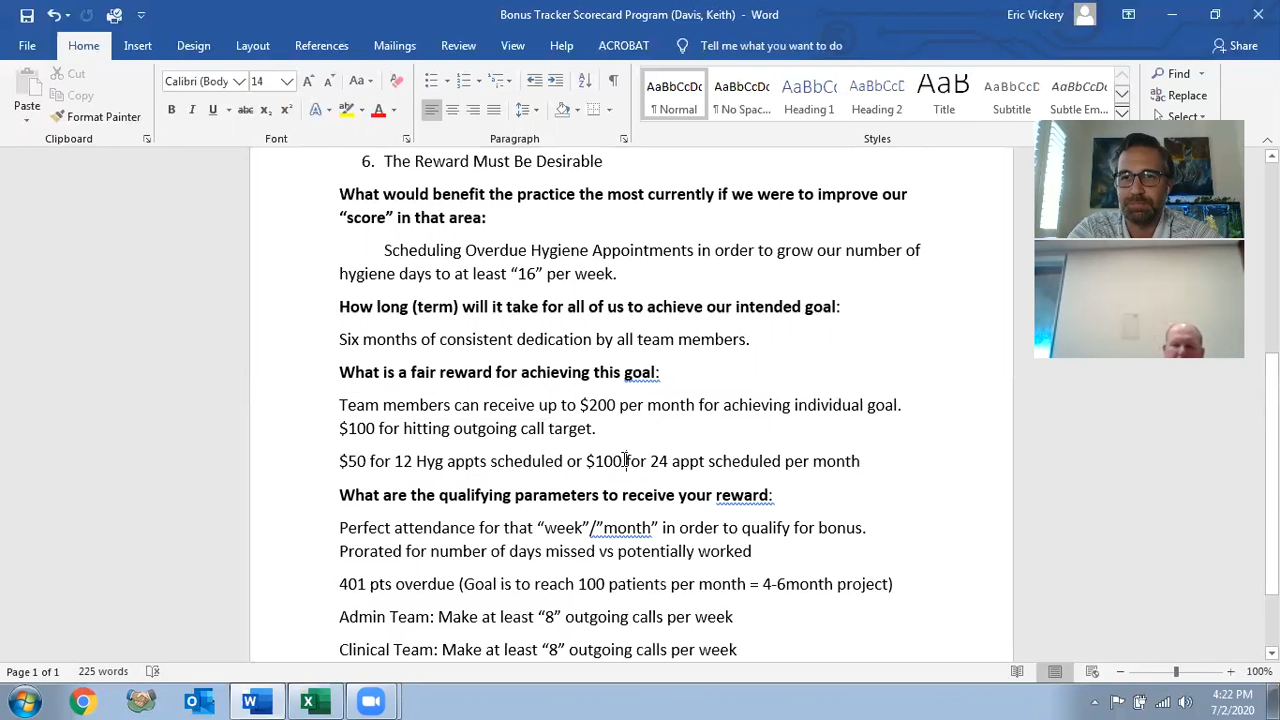 Bonus Tracker Scorecard Program (Davis, Keith) - Word
Eric Vickery
File
Home
Insert
Design
Layout
References
Mailings
Review
View
Help
ACROBAT
Tell me what you want to do
Share
Paste
Cut
Copy
Format Painter
Clipboard
Calibri (Body
14
Font
Paragraph
AaBbCcDc
¶ Normal
AaBbCcDc
¶ No Spac...
AaBbCc
Heading 1
AaBbCcC
Heading 2
AaB
Title
AaBbCcC
Subtitle
AaBbCcDc
Subtle Em...
Styles
Find
Replace
Select
6. The Reward Must Be Desirable
What would benefit the practice the most currently if we were to improve our
“score” in that area:
Scheduling Overdue Hygiene Appointments in order to grow our number of
hygiene days to at least “16” per week.
How long (term) will it take for all of us to achieve our intended goal:
Six months of consistent dedication by all team members.
What is a fair reward for achieving this goal:
Team members can receive up to $200 per month for achieving individual goal.
$100 for hitting outgoing call target.
$50 for 12 Hyg appts scheduled or $100 for 24 appt scheduled per month
What are the qualifying parameters to receive your reward:
Perfect attendance for that “week”/”month” in order to qualify for bonus.
Prorated for number of days missed vs potentially worked
401 pts overdue (Goal is to reach 100 patients per month = 4-6month project)
Admin Team: Make at least “8” outgoing calls per week
Clinical Team: Make at least “8” outgoing calls per week
Page 1 of 1
225 words
100%
4:22 PM
7/2/2020